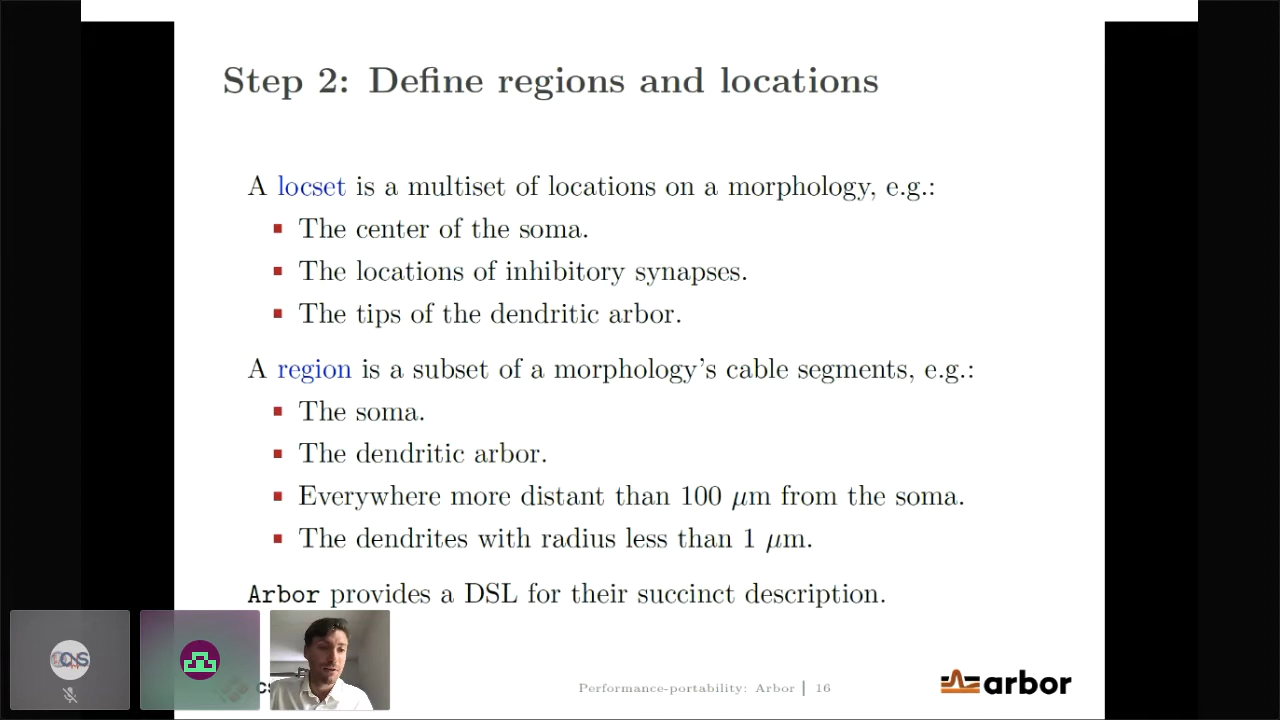 Step 2: Define regions and locations
A locset is a multiset of locations on a morphology, e.g.:
The center of the soma.
The locations of inhibitory synapses.
The tips of the dendritic arbor.
A region is a subset of a morphology's cable segments, e.g.:
The soma.
The dendritic arbor.
Everywhere more distant than 100 μm from the soma.
The dendrites with radius less than 1 μm.
Arbor provides a DSL for their succinct description.
Performance-portability: Arbor | 16
arbor